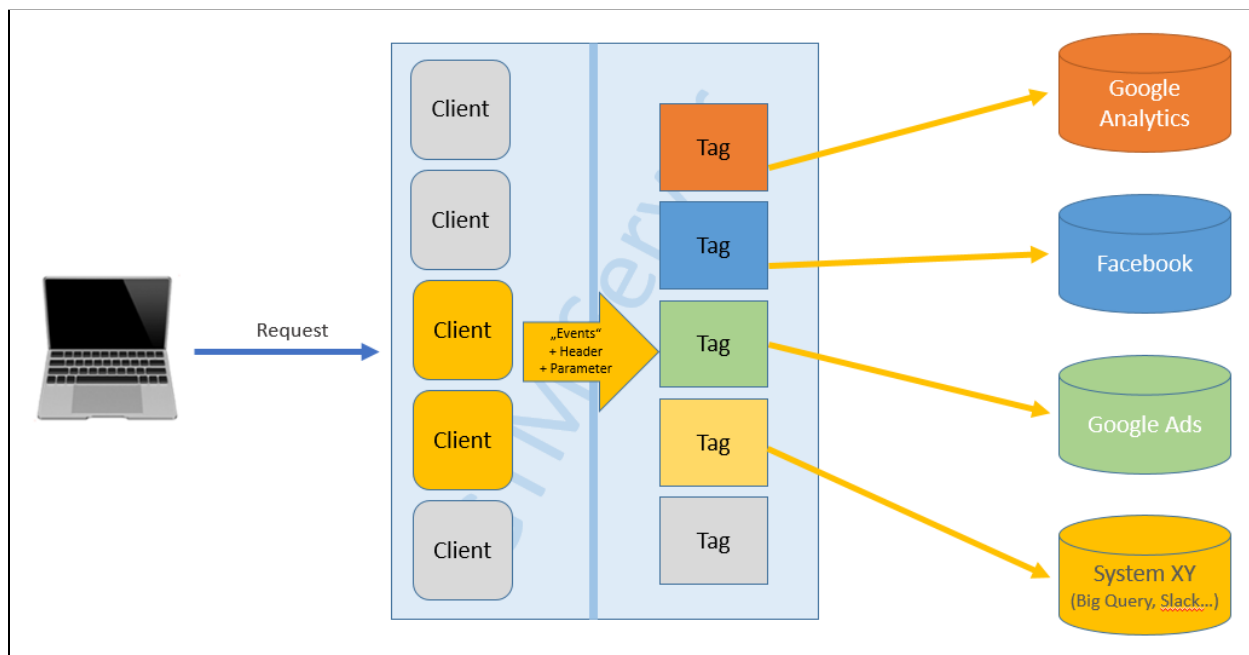 Request
Client
Client
Client
Client
Client
„Events“
+ Header
+ Parameter
Tag
Tag
Tag
Tag
Tag
Google
Analytics
Facebook
Google Ads
System XY
(Big Query, Slack...)